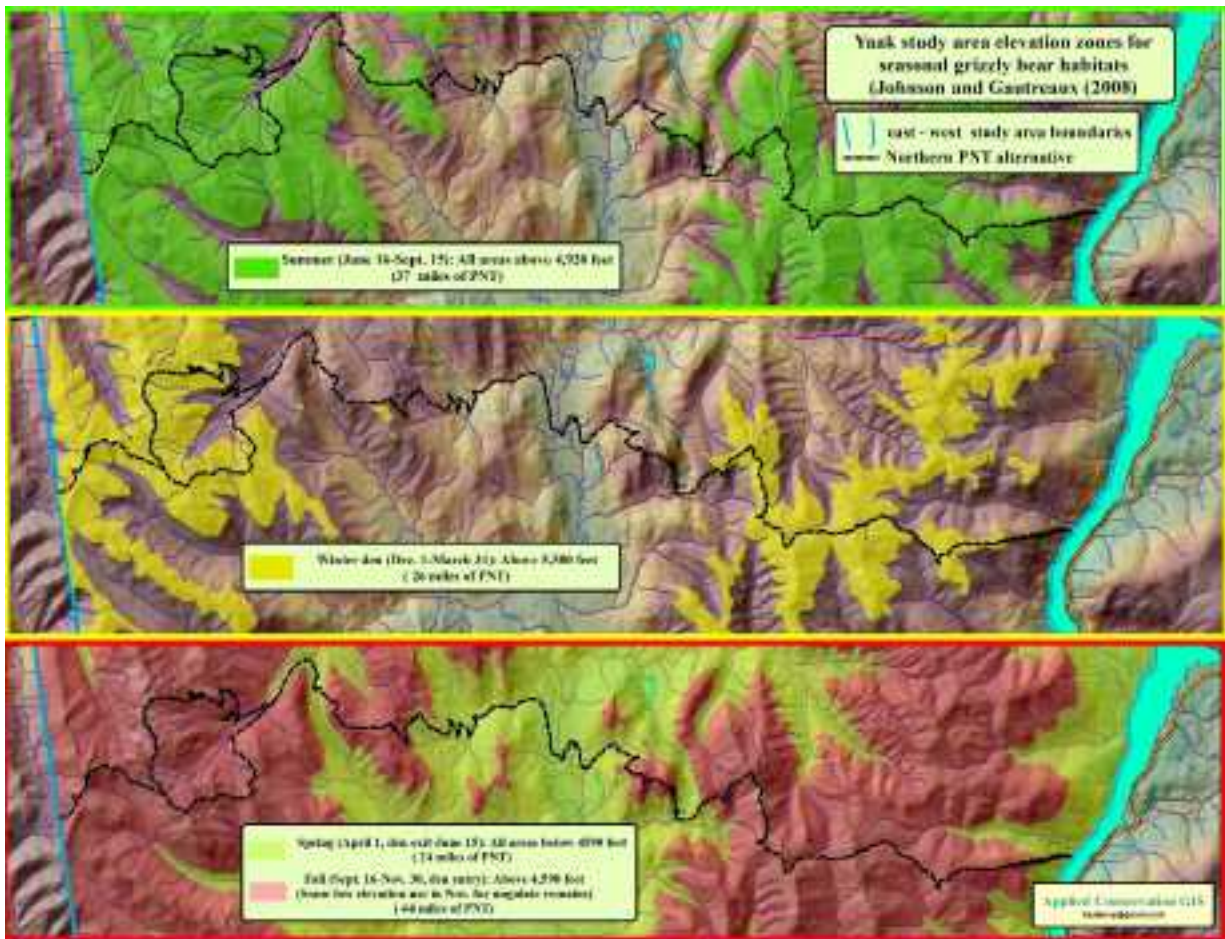 Yaak study area elevation zones for
seasonal grizzly bear habitats
(Johnson and Gautreaux (2008)
east - west study area boundaries
Northern PNT alternative
Summer (June 16-Sept. 15): All areas above 4,920 feet
(37 miles of PNT)
Winter den (Dec. 1-March 31): Above 5,500 feet
( 26 miles of PNT)
Spring (April 1, den exit-June 15): All areas below 4590 feet
( 24 miles of PNT)
Fall (Sept. 16-Nov. 30, den entry): Above 4,590 feet
(Some low elevation use in Nov. for ungulate remains)
( 44 miles of PNT)
Applied Conservation GIS